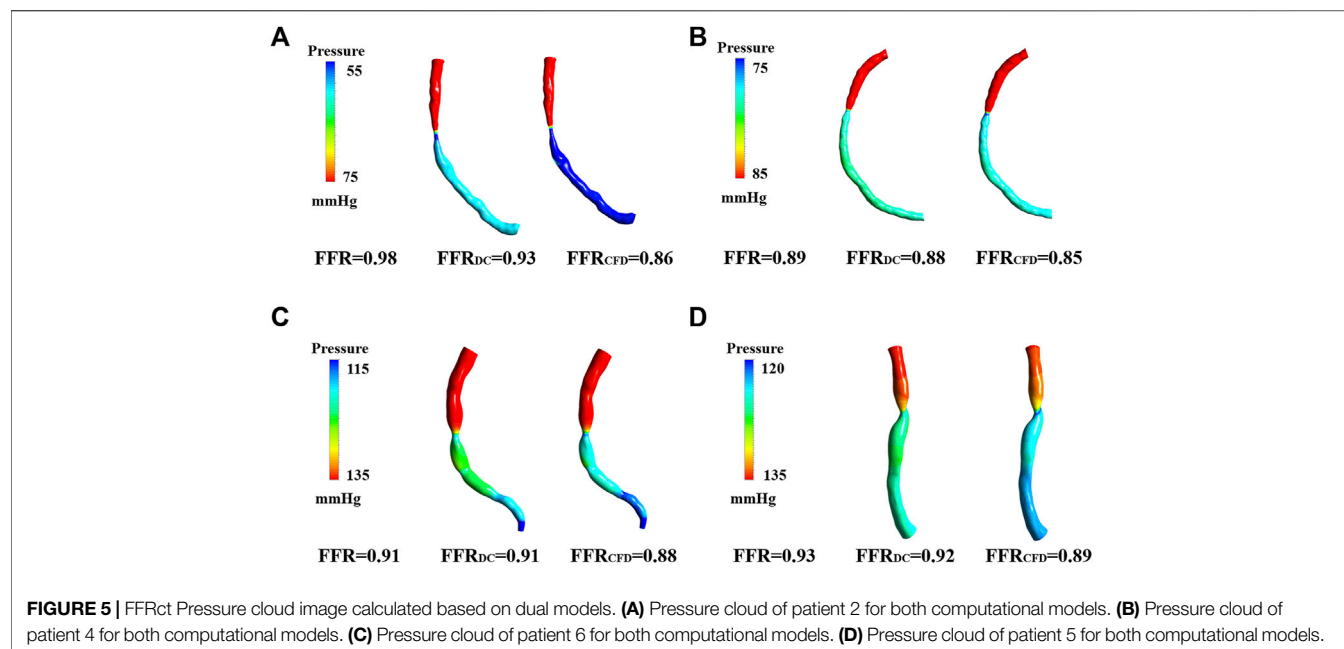 A
Pressure
55
75
mmHg
FFR=0.98 FFRDC=0.93 FFRCFD=0.86
B
Pressure
75
85
mmHg
FFR=0.89 FFRDC=0.88 FFRCFD=0.85
C
Pressure
115
135
mmHg
FFR=0.91 FFRDC=0.91 FFRCFD=0.88
D
Pressure
120
135
mmHg
FFR=0.93 FFRDC=0.92 FFRCFD=0.89
FIGURE 5 | FFRct Pressure cloud image calculated based on dual models. (A) Pressure cloud of patient 2 for both computational models. (B) Pressure cloud of
patient 4 for both computational models. (C) Pressure cloud of patient 6 for both computational models. (D) Pressure cloud of patient 5 for both computational models.